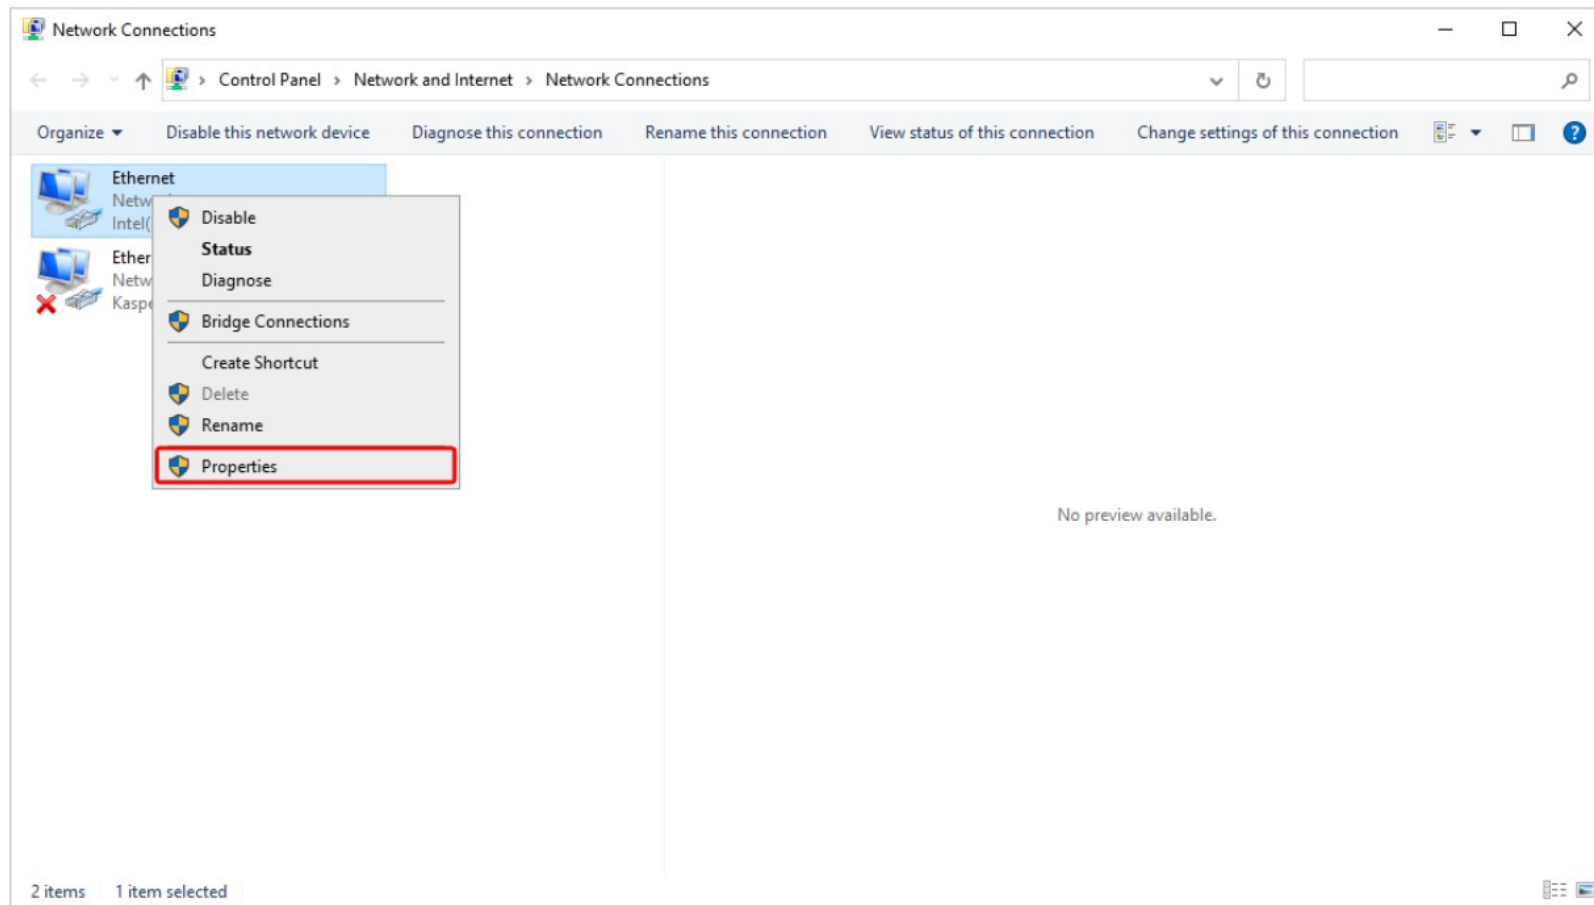 Network Connections
Control Panel > Network and Internet > Network Connections
Organize Disable this network device Diagnose this connection Rename this connection View status of this connection Change settings of this connection
Ethernet
Netw
Intel(
Ether
Netw
Kaspe
Disable
Status
Diagnose
Bridge Connections
Create Shortcut
Delete
Rename
Properties
No preview available.
2 items 1 item selected